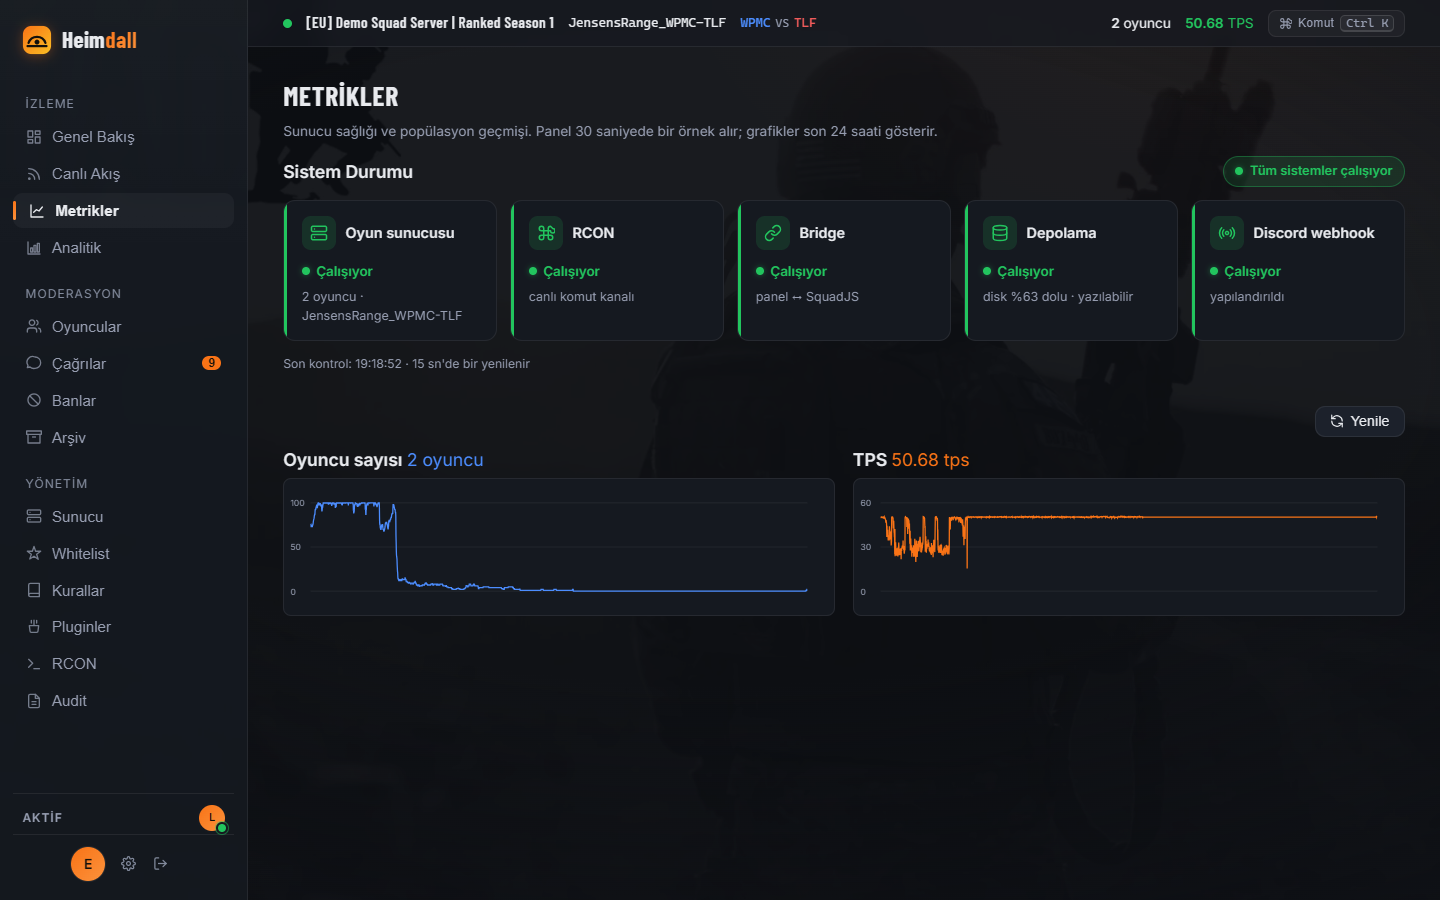 Heimdall
[EU] Demo Squad Server | Ranked Season 1 JensensRange_WPMC-TLF WPMC VS TLF 2 oyuncu 50.68 TPS ⌘ Komut Ctrl K
İZLEME
Genel Bakış
Canlı Akış
Metrikler
Analitik
MODERASYON
Oyuncular
Çağrılar 9
Banlar
Arşiv
YÖNETİM
Sunucu
Whitelist
Kurallar
Pluginler
RCON
Audit
AKTİF L
E
METRİKLER
Sunucu sağlığı ve popülasyon geçmişi. Panel 30 saniyede bir örnek alır; grafikler son 24 saati gösterir.
Sistem Durumu Tüm sistemler çalışıyor
Oyun sunucusu
Çalışıyor
2 oyuncu ·
JensensRange_WPMC-TLF
RCON
Çalışıyor
canlı komut kanalı
Bridge
Çalışıyor
panel ↔ SquadJS
Depolama
Çalışıyor
disk %63 dolu · yazılabilir
Discord webhook
Çalışıyor
yapılandırıldı
Son kontrol: 19:18:52 · 15 sn'de bir yenilenir
Yenile
Oyuncu sayısı 2 oyuncu
100
50
0
TPS 50.68 tps
60
30
0